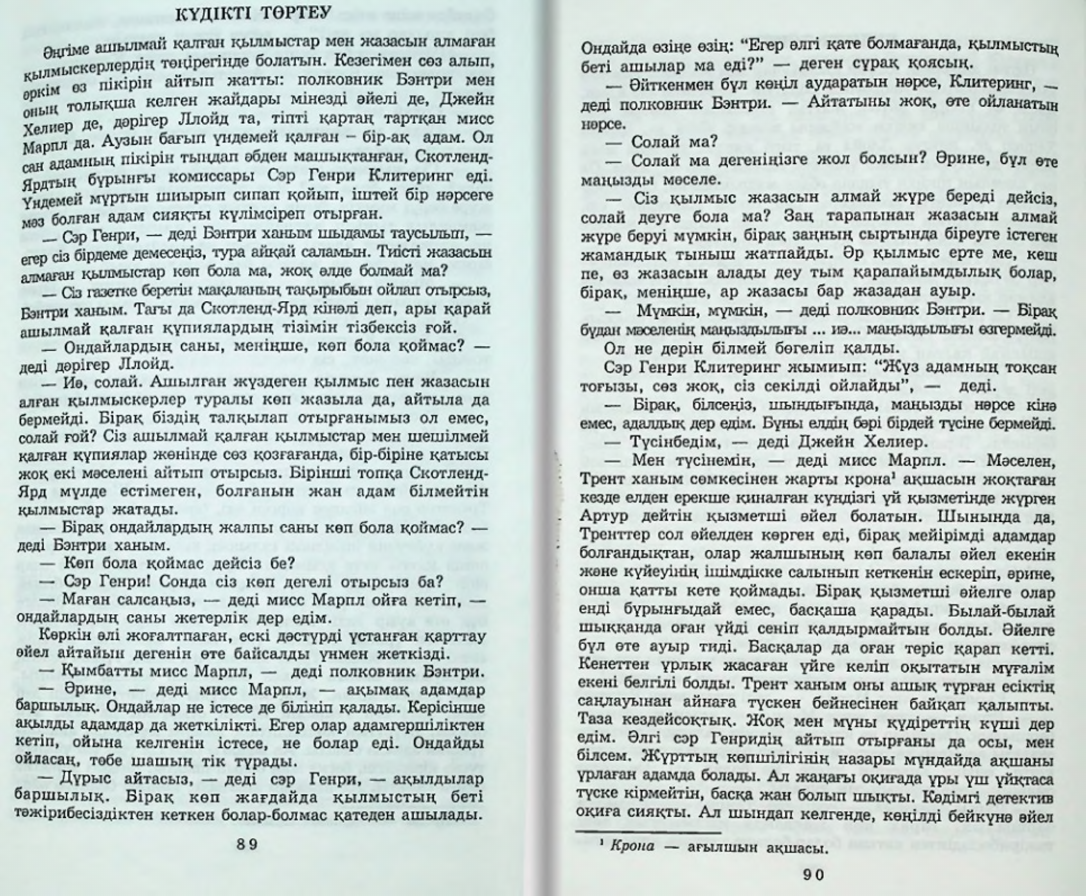 КҮДІКТІ ТӨРТЕУ
Әңгіме ашылмай қалған қылмыстар мен жазасын алмаған
қылмыскерлердің төңірегінде болатын. Кезегімен сөз алып,
әркім өз пікірін айтып жатты: полковник Бэнтри мен
оның толықша келген жайдары мінезді әйелі де, Джейн
Хелиер де, дәрігер Ллойд та, тіпті қартаң тартқан мисс
Марпл да. Аузын бағып үндемей қалған – бір-ақ адам. Ол
сан адамның пікірін тыңдап әбден машықтанған, Скотленд-
Ярдтың бұрынғы комиссары Сэр Генри Клитеринг еді.
Үндемей мұртын шиырып сипап қойып, іштей бір нәрсеге
мәз болған адам сияқты күлімсіреп отырған.
— Сэр Генри, — деді Бэнтри ханым шыдамы таусылып, —
егер сіз бірдеме демесеңіз, тура айқай саламын. Тиісті жазасын
алмаған қылмыстар көп бола ма, жоқ әлде болмай ма?
— Сіз газетке беретін мақаланың тақырыбын ойлап отырсыз,
Бэнтри ханым. Тағы да Скотленд-Ярд кінәлі деп, ары қарай
ашылмай қалған құпиялардың тізімін тізбексіз ғой.
— Ондайлардың саны, меніңше, көп бола қоймас? —
деді дәрігер Ллойд.
— Иә, солай. Ашылған жүздеген қылмыс пен жазасын
алған қылмыскерлер туралы көп жазыла да, айтыла да
бермейді. Бірақ біздің талқылап отырғанымыз ол емес,
солай ғой? Сіз ашылмай қалған қылмыстар мен шешілмей
қалған құпиялар жөнінде сөз қозғағанда, бір-біріне қатысы
жоқ екі мәселені айтып отырсыз. Бірінші топқа Скотленд-
Ярд мүлде естімеген, болғанын жан адам білмейтін
қылмыстар жатады.
— Бірақ ондайлардың жалпы саны көп бола қоймас? —
деді Бэнтри ханым.
— Көп бола қоймас дейсіз бе?
— Сэр Генри! Сонда сіз көп дегелі отырсыз ба?
— Маған салсаңыз, — деді мисс Марпл ойға кетіп, —
ондайлардың саны жетерлік дер едім.
Көркін әлі жоғалтпаған, ескі дәстүрді ұстанған қарттау
әйел айтайын дегенін өте байсалды үнмен жеткізді.
— Қымбатты мисс Марпл, — деді полковник Бэнтри.
— Әрине, — деді мисс Марпл, — ақымақ адамдар
баршылық. Ондайлар не істесе де білініп қалады. Керісінше
ақылды адамдар да жеткілікті. Егер олар адамгершіліктен
кетіп, ойына келгенін істесе, не болар еді. Ондайды
ойласаң, төбе шашың тік тұрады.
— Дұрыс айтасыз, — деді сэр Генри, — ақылдылар
баршылық. Бірақ көп жағдайда қылмыстың беті
тәжірибесіздіктен кеткен болар-болмас қатеден ашылады.
89
Ондайда өзіңе өзің: “Егер әлгі қате болмағанда, қылмыстың
беті ашылар ма еді?” — деген сұрақ қоясың.
— Әйткенмен бұл көңіл аударатын нәрсе, Клитеринг, —
деді полковник Бэнтри. — Айтатыны жоқ, өте ойланатын
нәрсе.
— Солай ма?
— Солай ма дегеніңізге жол болсын? Әрине, бұл өте
маңызды мәселе.
— Сіз қылмыс жазасын алмай жүре береді дейсіз,
солай деуге бола ма? Заң тарапынан жазасын алмай
жүре беруі мүмкін, бірақ заңның сыртында біреуге істеген
жамандық тыныш жатпайды. Әр қылмыс ерте ме, кеш
пе, өз жазасын алады деу тым қарапайымдылық болар,
бірақ, меніңше, ар жазасы бар жазадан ауыр.
— Мүмкін, мүмкін, — деді полковник Бэнтри. — Бірақ
бұдан мәселенің маңыздылығы ... иә... маңыздылығы өзгермейді.
Ол не дерін білмей бөгеліп қалды.
Сэр Генри Клитеринг жымиып: “Жүз адамның тоқсан
тоғызы, сөз жоқ, сіз секілді ойлайды”, — деді.
— Бірақ, білсеңіз, шындығында, маңызды нәрсе кінә
емес, адалдық дер едім. Бұны елдің бәрі бірдей түсіне бермейді.
— Түсінбедім, — деді Джейн Хелиер.
— Мен түсінемін, — деді мисс Марпл. — Мәселен,
Трент ханым сөмкесінен жарты крона¹ ақшасын жоқтаған
кезде елден ерекше қиналған күндізгі үй қызметінде жүрген
Артур дейтін қызметші әйел болатын. Шынында да,
Тренттер сол әйелден көрген еді, бірақ мейірімді адамдар
болғандықтан, олар жалшының көп балалы әйел екенін
және күйеуінің ішімдікке салынып кеткенін ескеріп, әрине,
онша қатты кете қоймады. Бірақ қызметші әйелге олар
енді бұрынғыдай емес, басқаша қарады. Былай-былай
шыққанда оған үйді сеніп қалдырмайтын болды. Әйелге
бұл өте ауыр тиді. Басқалар да оған теріс қарап кетті.
Кенеттен ұрлық жасаған үйге келіп оқытатын мұғалім
екені белгілі болды. Трент ханым оны ашық тұрған есіктің
саңлауынан айнаға түскен бейнесінен байқап қалыпты.
Таза кездейсоқтық. Жоқ мен мұны құдіреттің күші дер
едім. Әлгі сэр Генридің айтып отырғаны да осы, мен
білсем. Жұрттың көпшілігінің назары мұндайда ақшаны
ұрлаған адамда болады. Ал жаңағы оқиғада ұры үш ұйқтаса
түске кірмейтін, басқа жан болып шықты. Кәдімгі детектив
оқиға сияқты. Ал шындап келгенде, көңілді бейкүнә әйел
¹ Крона — ағылшын ақшасы.
90